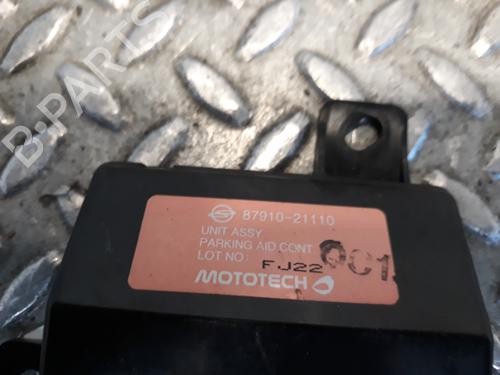 B-PARTS
87910-21110
UNIT ASSY
PARKING AID CONT
LOT NO: FJ22
MOTOTECH